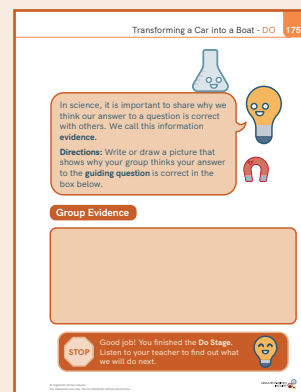 Transforming a Car into a Boat - DO 175
In science, it is important to share why we
think our answer to a question is correct
with others. We call this information
evidence.
Directions: Write or draw a picture that
shows why your group thinks your answer
to the guiding question is correct in the
box below.
Group Evidence
STOP
Good job! You finished the Do Stage.
Listen to your teacher to find out what
we will do next.